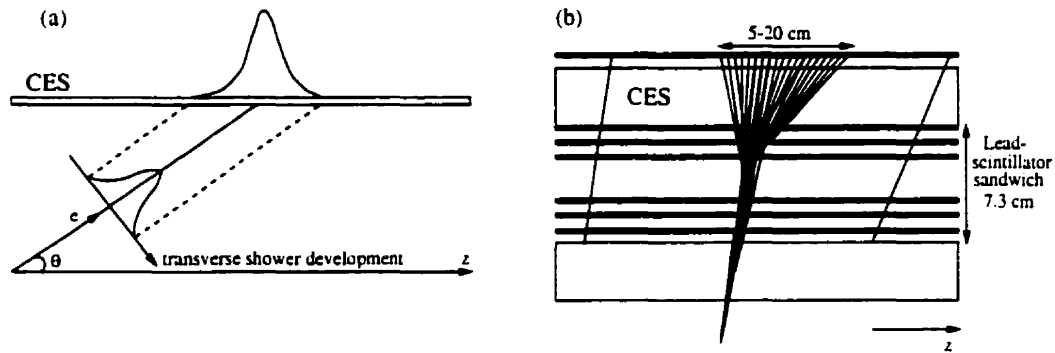 (a)
CES
e
θ
transverse shower development
z
(b)
5-20 cm
CES
Lead-
scintillator
sandwich
7.3 cm
z